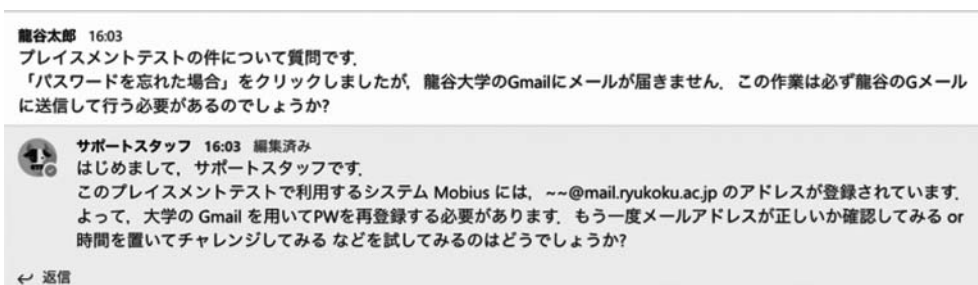 龍谷太郎 16:03
プレイスメントテストの件について質問です.
「パスワードを忘れた場合」をクリックしましたが, 龍谷大学のGmailにメールが届きません. この作業は必ず龍谷のGメール
に送信して行う必要があるのでしょうか?
サポートスタッフ 16:03 編集済み
はじめまして, サポートスタッフです.
このプレイスメントテストで利用するシステム Mobius には, ~~@mail.ryukoku.ac.jp のアドレスが登録されています.
よって, 大学の Gmail を用いてPWを再登録する必要があります. もう一度メールアドレスが正しいか確認してみる or
時間を置いてチャレンジしてみる などを試してみるのはどうでしょうか?
返信